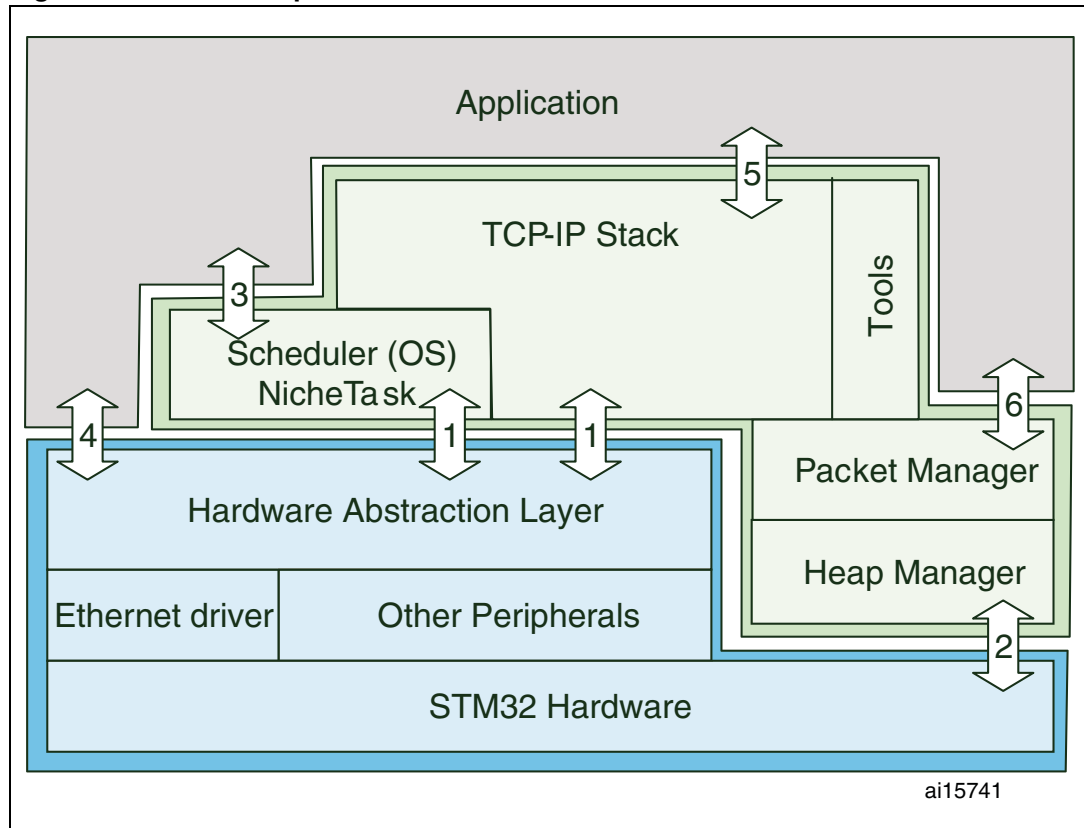 Application
5
TCP-IP Stack
Tools
3
Scheduler (OS)
NicheTask
4
1
1
6
Packet Manager
Hardware Abstraction Layer
Heap Manager
Ethernet driver
Other Peripherals
2
STM32 Hardware
ai15741